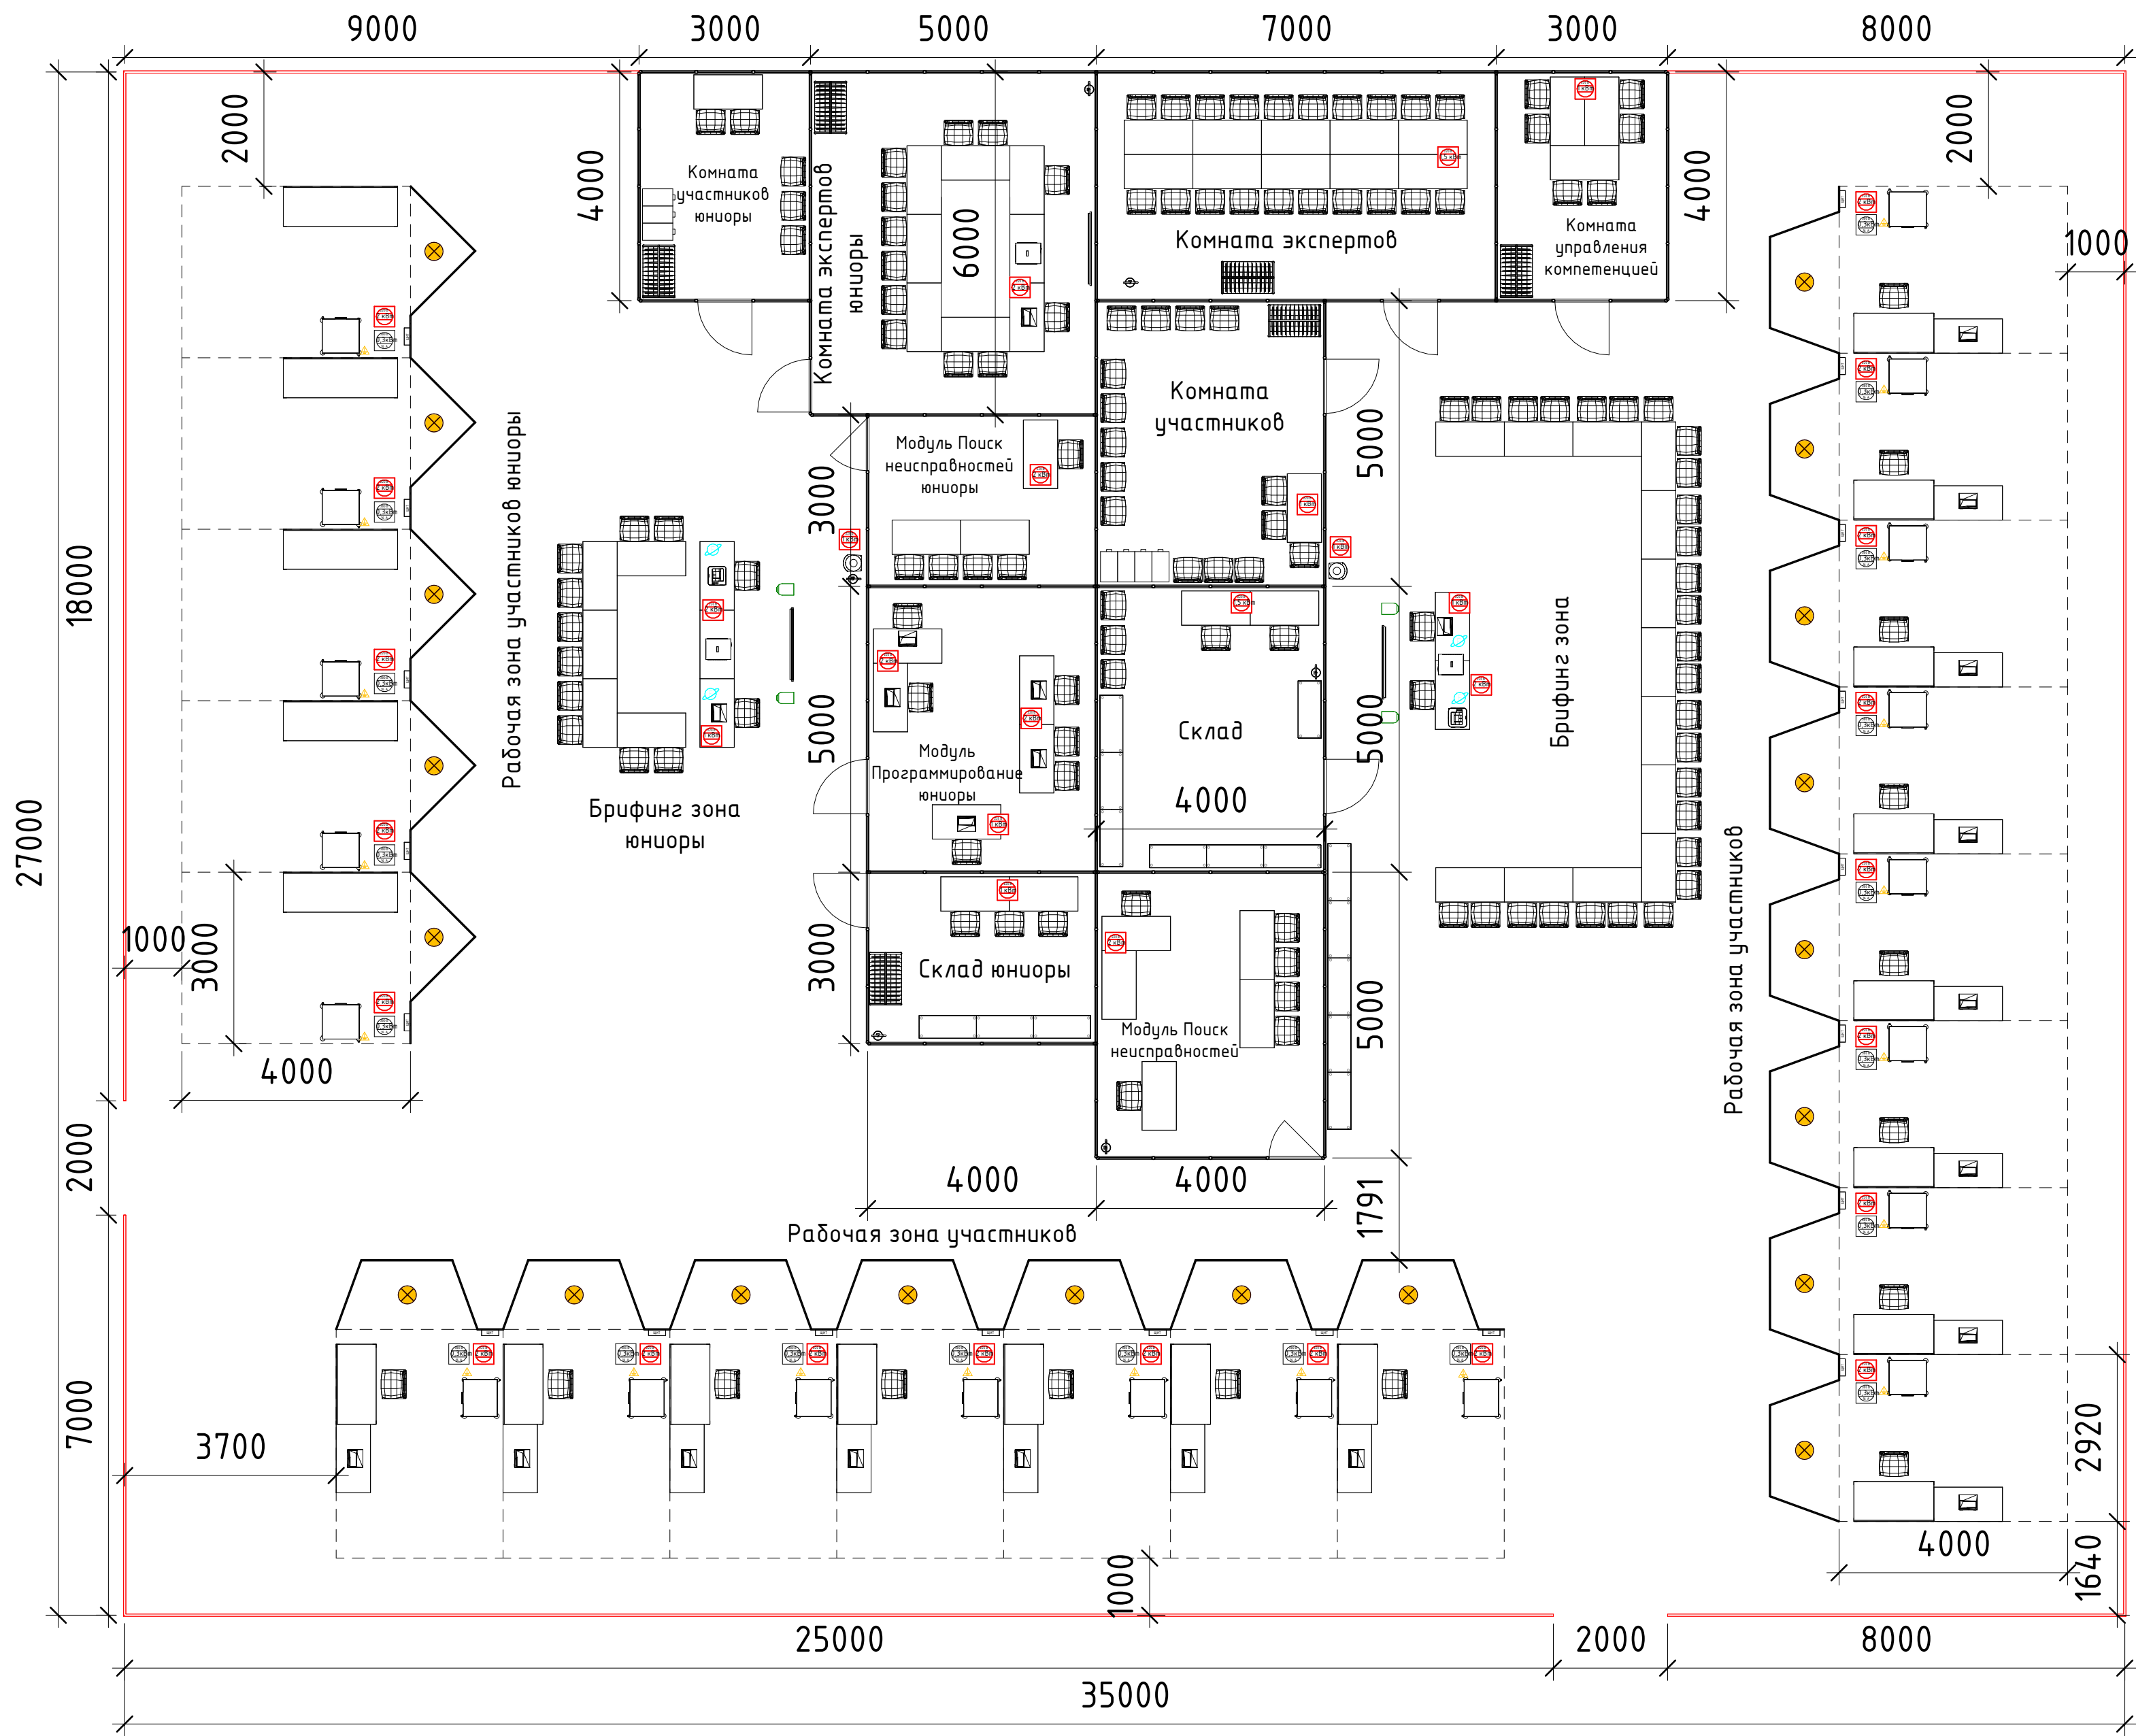 9000
3000
5000
7000
3000
8000
2000
4000
Комната
участников
юниоры
Комната экспертов
юниоры
6000
Комната экспертов
Комната
управления
компетенцией
4000
2000
1000
18000
27000
Рабочая зона участников юниоры
3000
Модуль Поиск
неисправностей
юниоры
Комната
участников
5000
Брифинг зона
юниоры
5000
Модуль
Программирование
юниоры
Склад
4000
5000
Брифинг зона
Рабочая зона участников
1000
3000
4000
3000
Склад юниоры
Модуль Поиск
неисправностей
5000
2000
4000
4000
1791
Рабочая зона участников
7000
3700
1000
2920
4000
1640
25000
2000
8000
35000